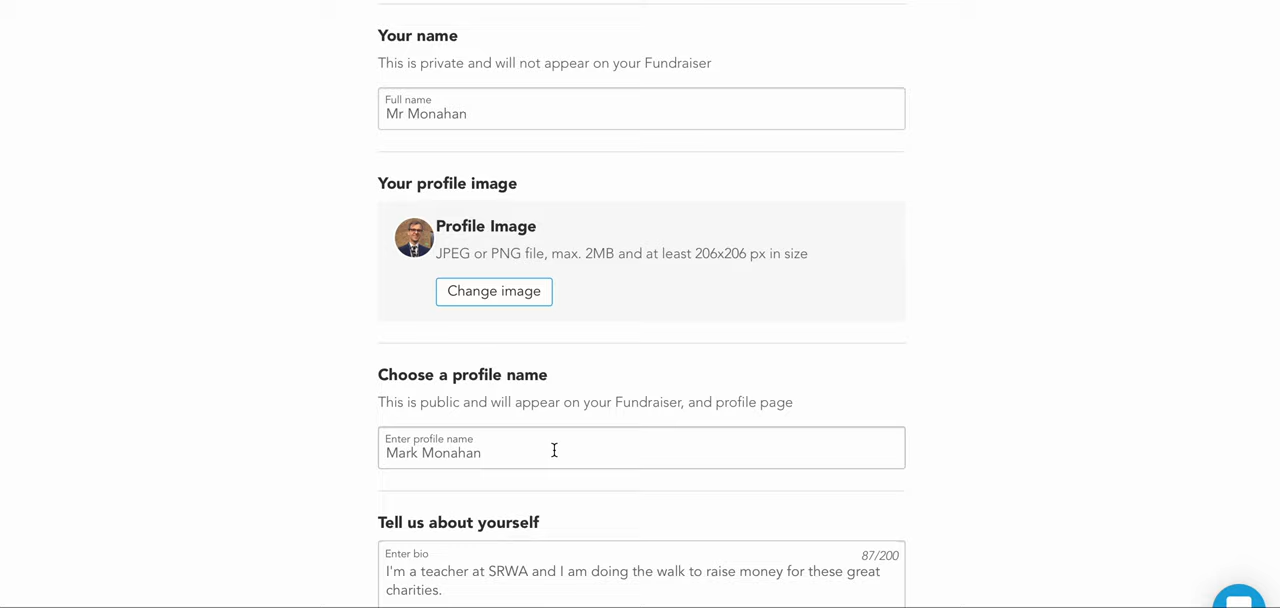 Your name
This is private and will not appear on your Fundraiser
Full name
Mr Monahan
Your profile image
Profile Image
JPEG or PNG file, max. 2MB and at least 206x206 px in size
Change image
Choose a profile name
This is public and will appear on your Fundraiser, and profile page
Enter profile name
Mark Monahan
Tell us about yourself
Enter bio
87/200
I'm a teacher at SRWA and I am doing the walk to raise money for these great
charities.